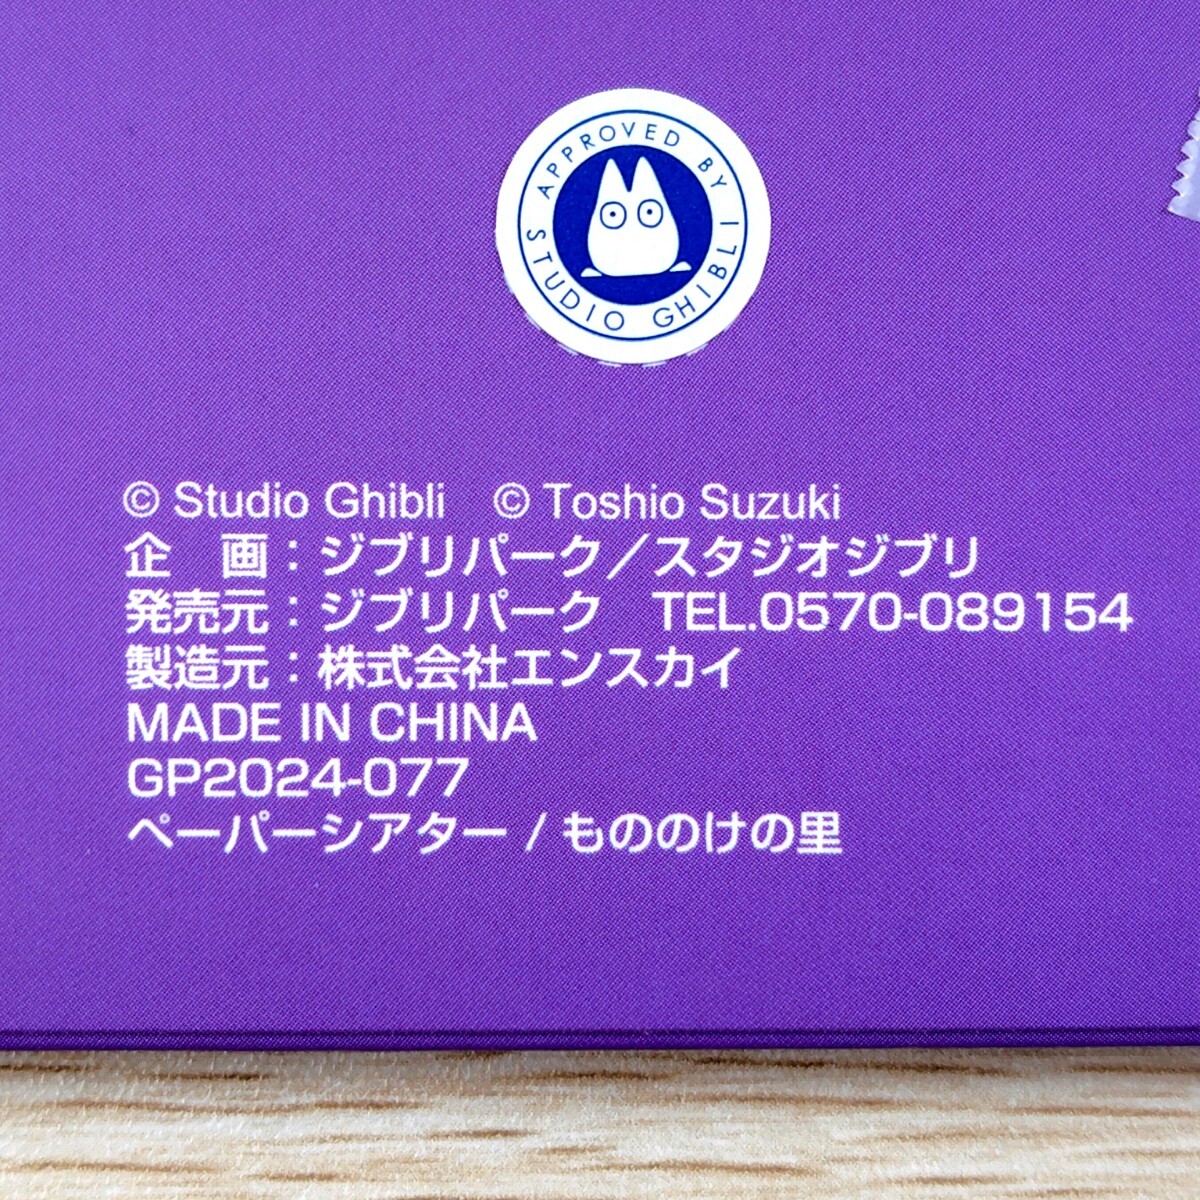 APPROVED BY
STUDIO GHIBLI
© Studio Ghibli　© Toshio Suzuki
企　画：ジブリパーク／スタジオジブリ
発売元：ジブリパーク　TEL.0570-089154
製造元：株式会社エンスカイ
MADE IN CHINA
GP2024-077
ペーパーシアター / もののけの里